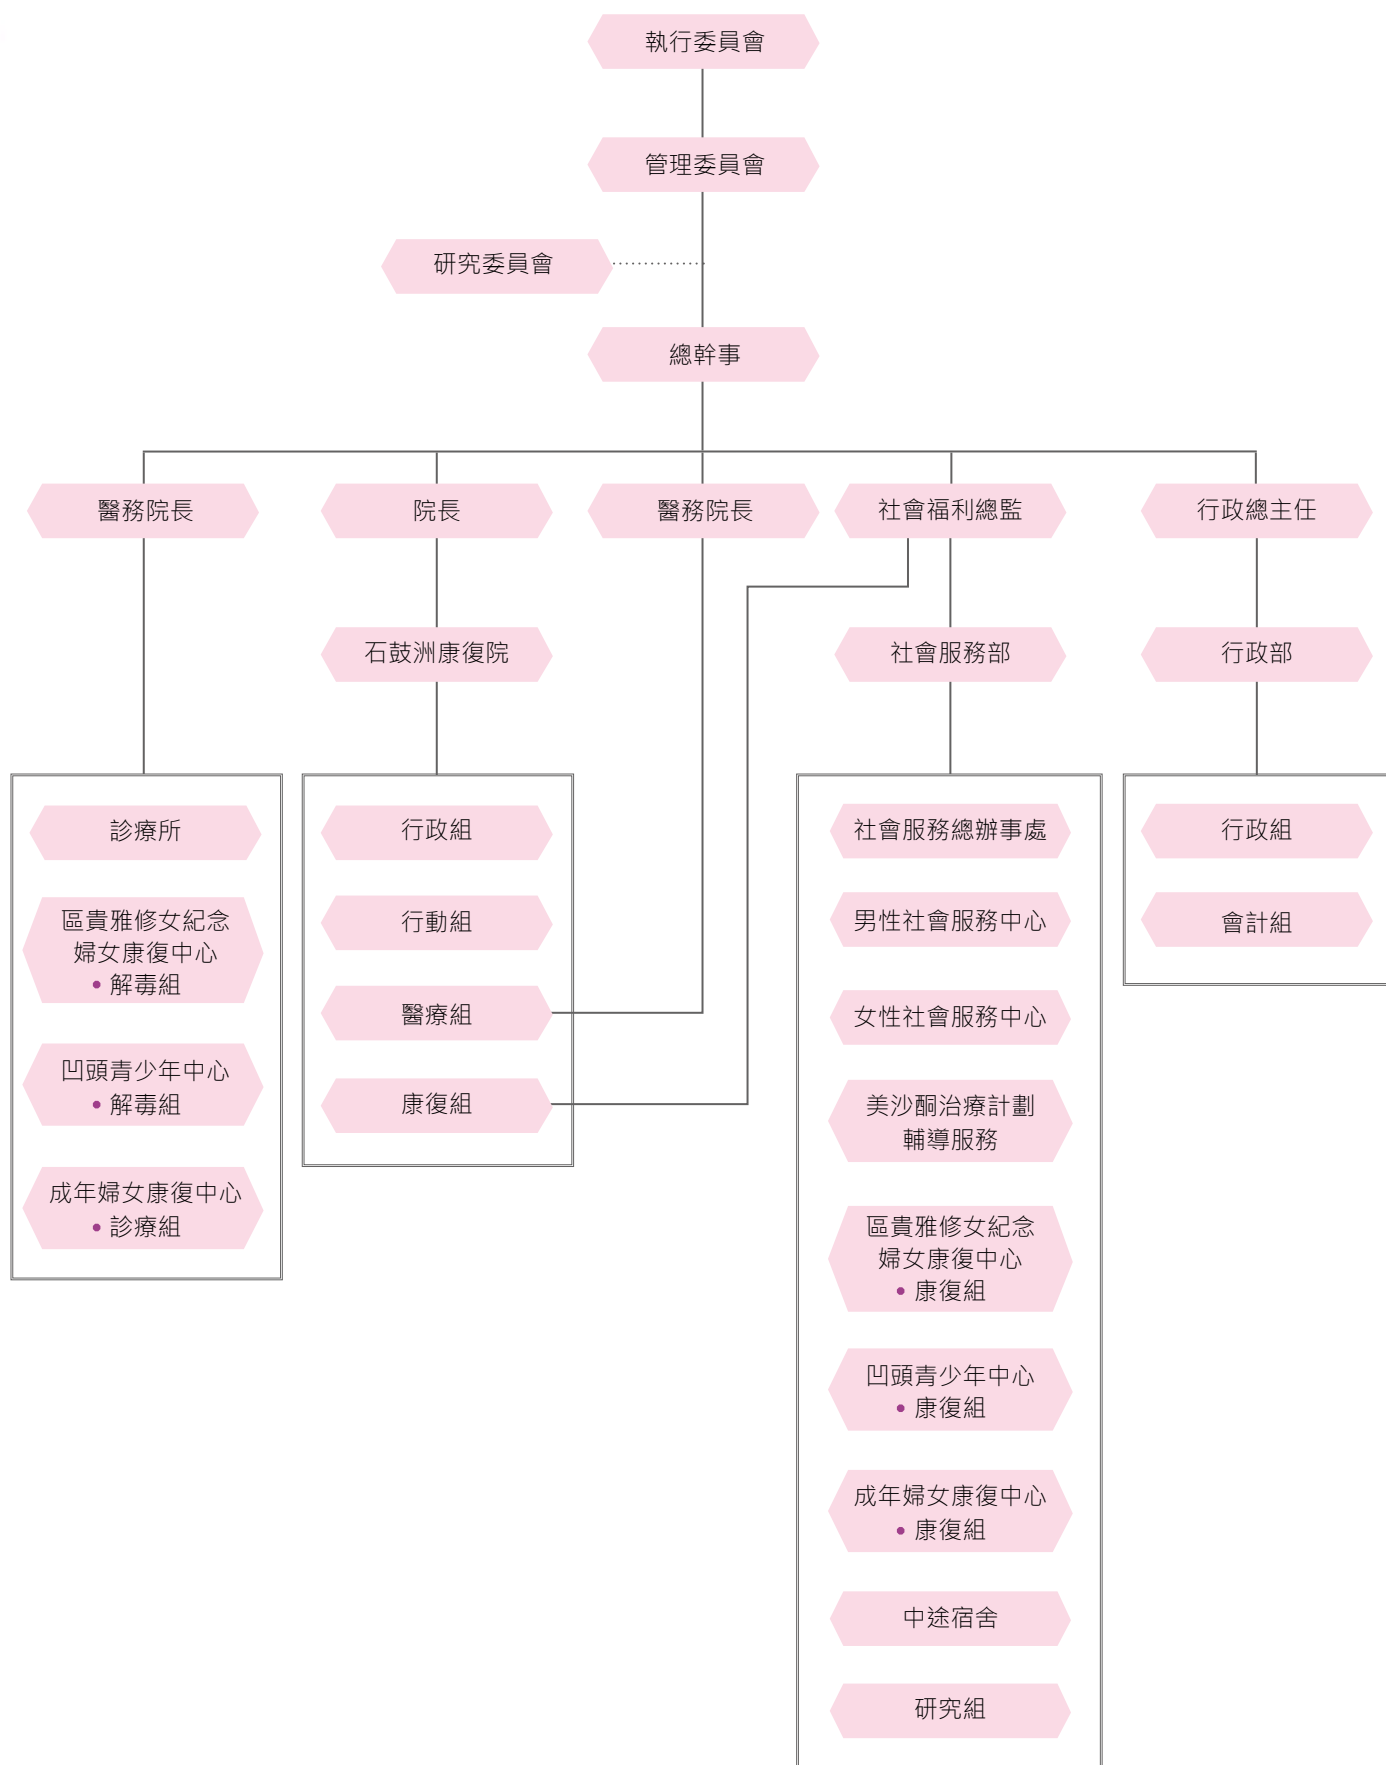 執行委員會
管理委員會
研究委員會
總幹事
醫務院長
院長
醫務院長
社會福利總監
行政總主任
石鼓洲康復院
社會服務部
行政部
診療所
區貴雅修女紀念
婦女康復中心
• 解毒組
凹頭青少年中心
• 解毒組
成年婦女康復中心
• 診療組
行政組
行動組
醫療組
康復組
社會服務總辦事處
男性社會服務中心
女性社會服務中心
美沙酮治療計劃
輔導服務
區貴雅修女紀念
婦女康復中心
• 康復組
凹頭青少年中心
• 康復組
成年婦女康復中心
• 康復組
中途宿舍
研究組
行政組
會計組